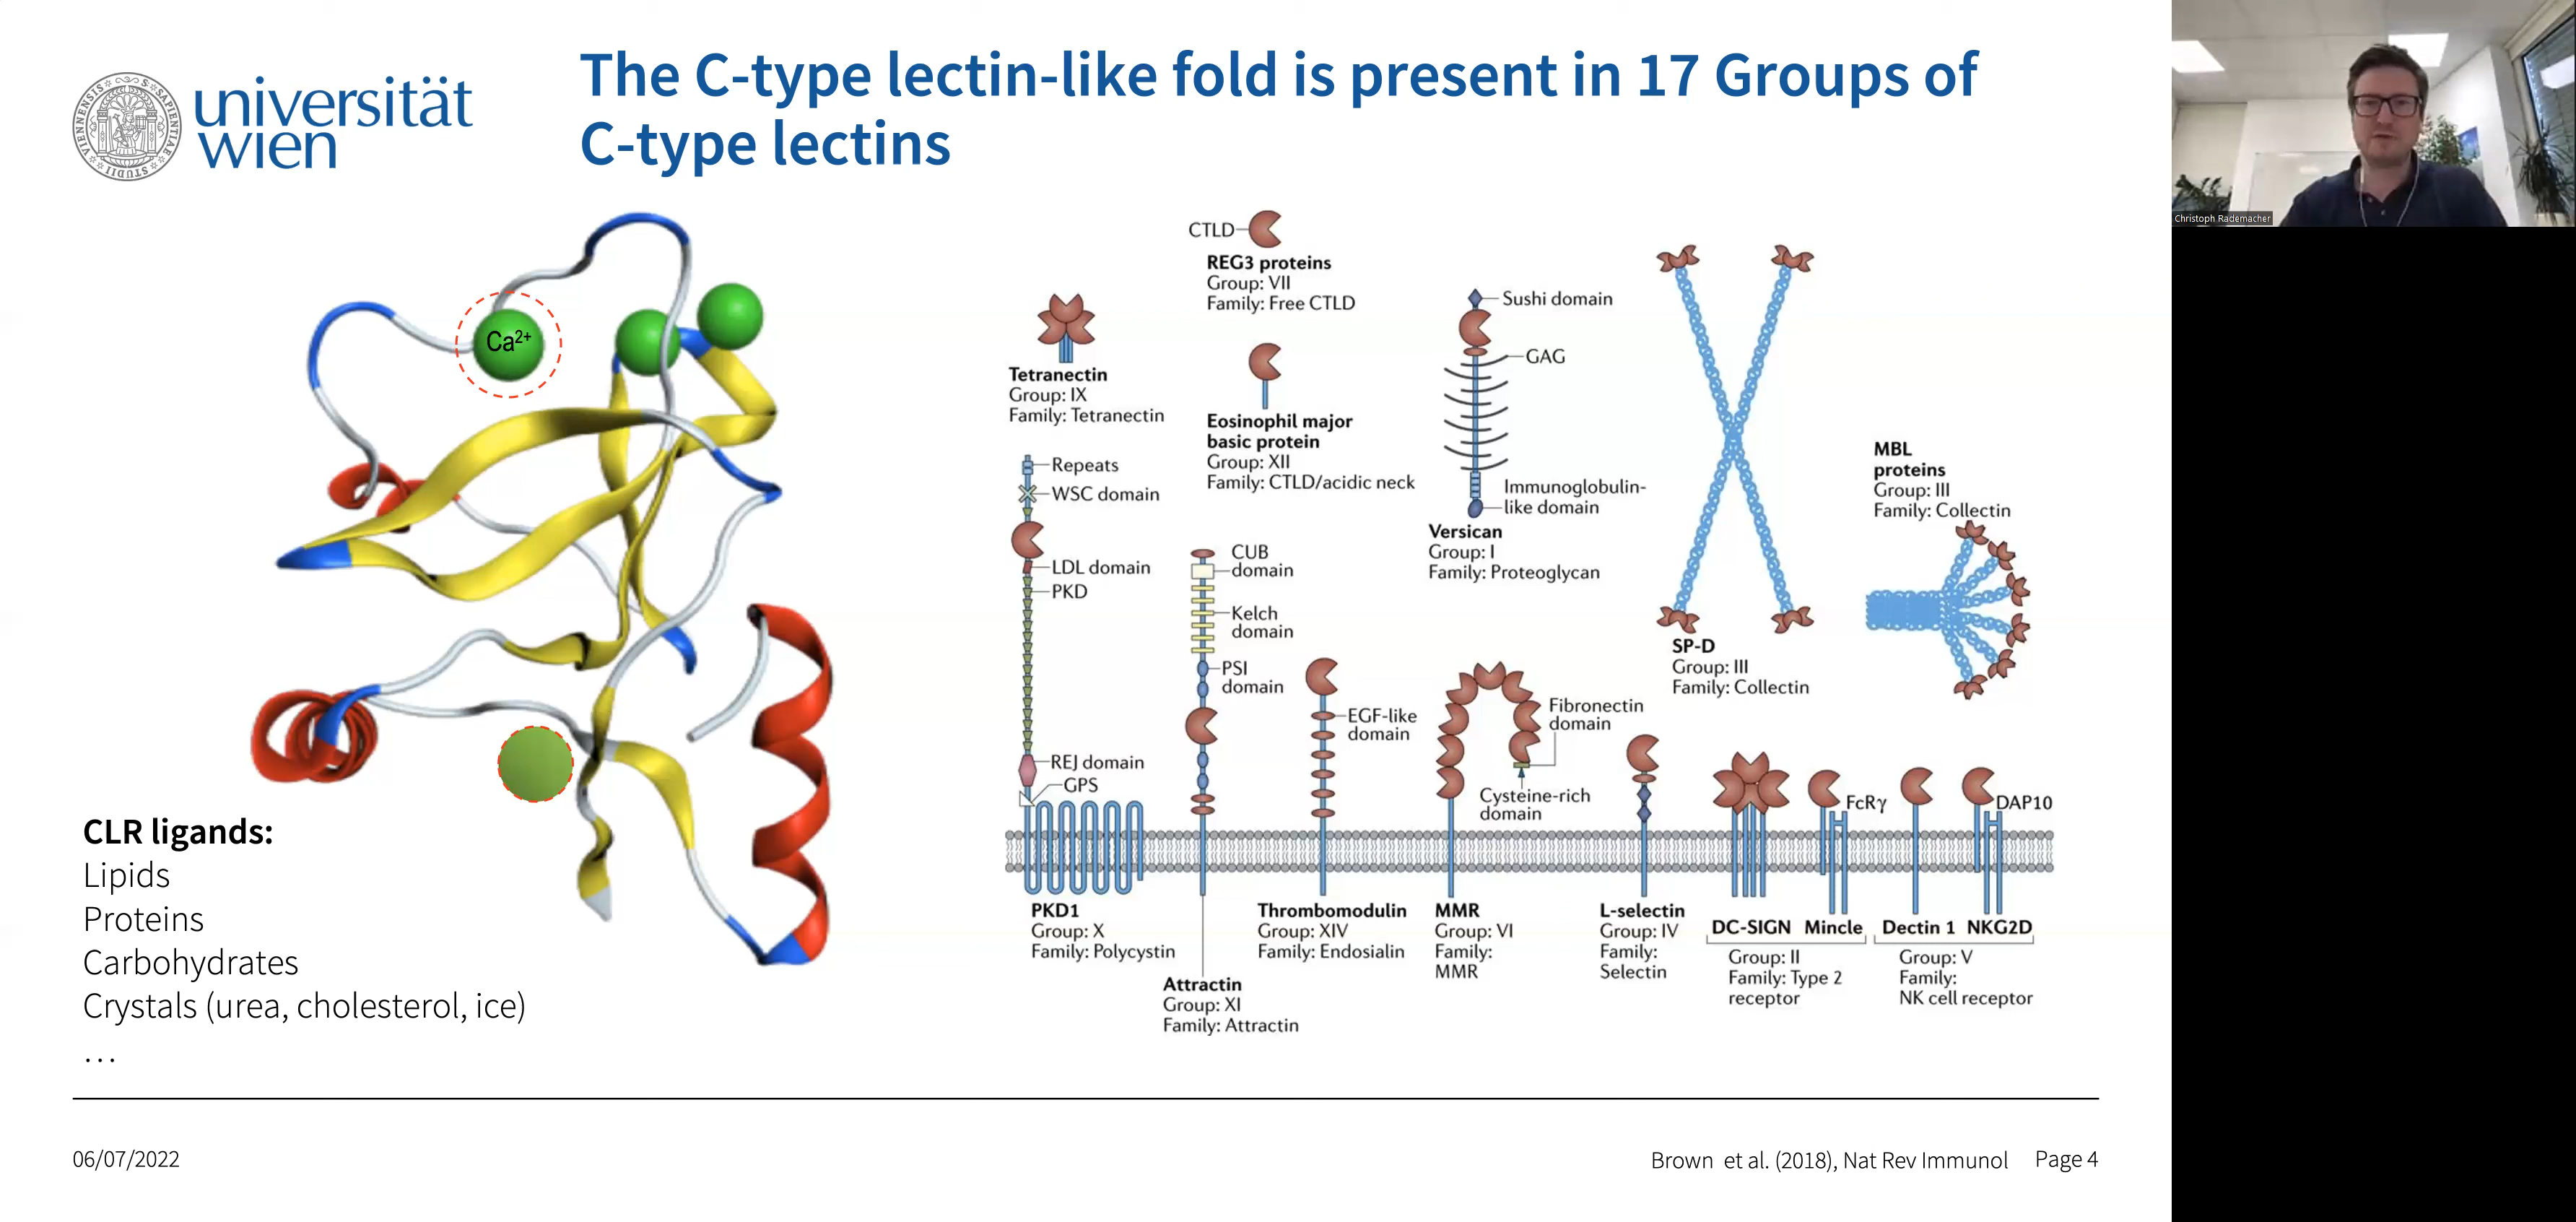 universität
wien
The C-type lectin-like fold is present in 17 Groups of
C-type lectins
Christoph Rademacher
Ca2+
CLR ligands:
Lipids
Proteins
Carbohydrates
Crystals (urea, cholesterol, ice)
...
CTLD
REG3 proteins
Group: VII
Family: Free CTLD
Tetranectin
Group: IX
Family: Tetranectin
Eosinophil major
basic protein
Group: XII
Family: CTLD/acidic neck
Sushi domain
GAG
Immunoglobulin-
like domain
Versican
Group: I
Family: Proteoglycan
SP-D
Group: III
Family: Collectin
MBL
proteins
Group: III
Family: Collectin
Repeats
WSC domain
LDL domain
PKD
REJ domain
GPS
PKD1
Group: X
Family: Polycystin
CUB
domain
Kelch
domain
PSI
domain
Attractin
Group: XI
Family: Attractin
EGF-like
domain
Thrombomodulin
Group: XIV
Family: Endosialin
Fibronectin
domain
Cysteine-rich
domain
MMR
Group: VI
Family:
MMR
L-selectin
Group: IV
Family:
Selectin
FcRγ
DC-SIGN Mincle
Group: II
Family: Type 2
receptor
DAP10
Dectin 1 NKG2D
Group: V
Family:
NK cell receptor
06/07/2022
Brown et al. (2018), Nat Rev Immunol Page 4